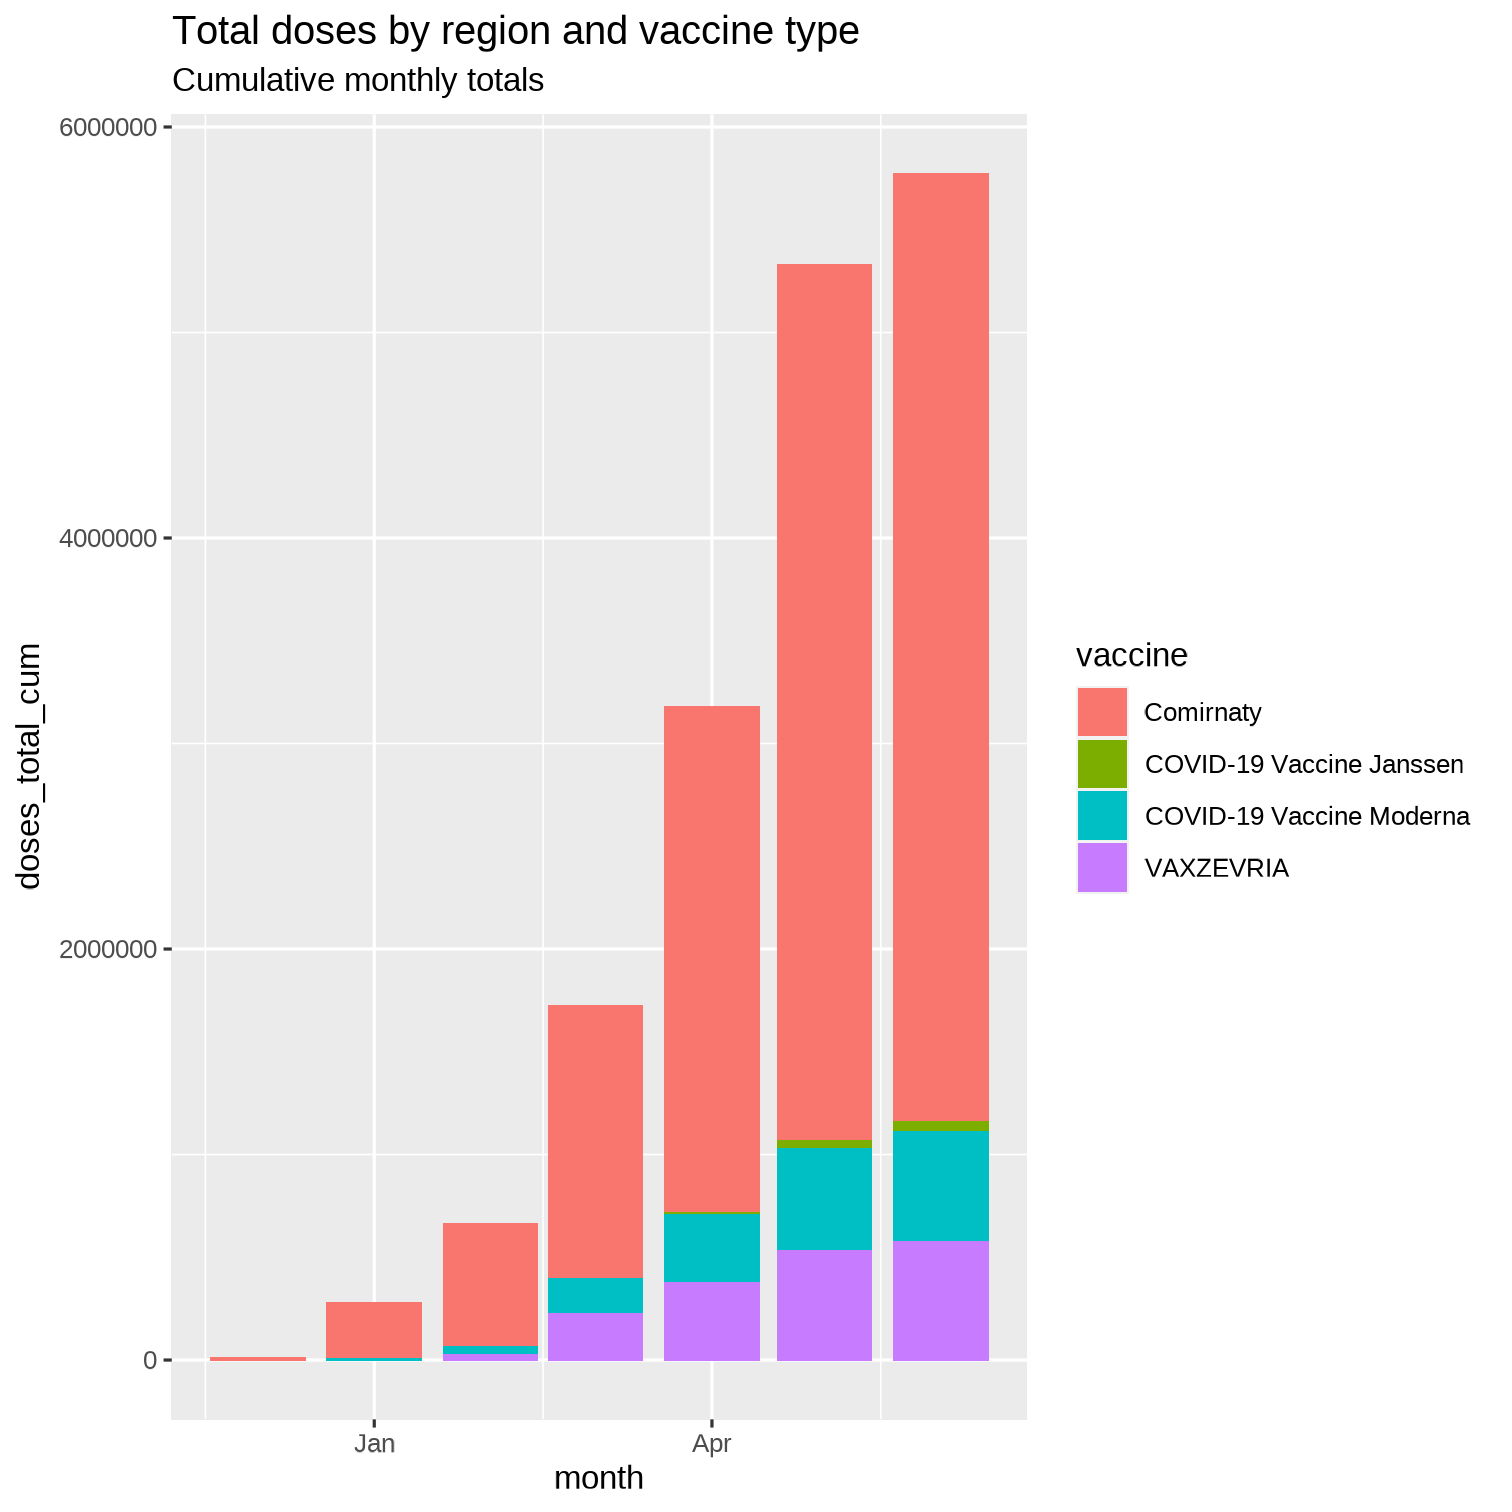 Total doses by region and vaccine type
Cumulative monthly totals
6000000
4000000
2000000
0
doses_total_cum
Jan
Apr
month
vaccine
Comirnaty
COVID-19 Vaccine Janssen
COVID-19 Vaccine Moderna
VAXZEVRIA